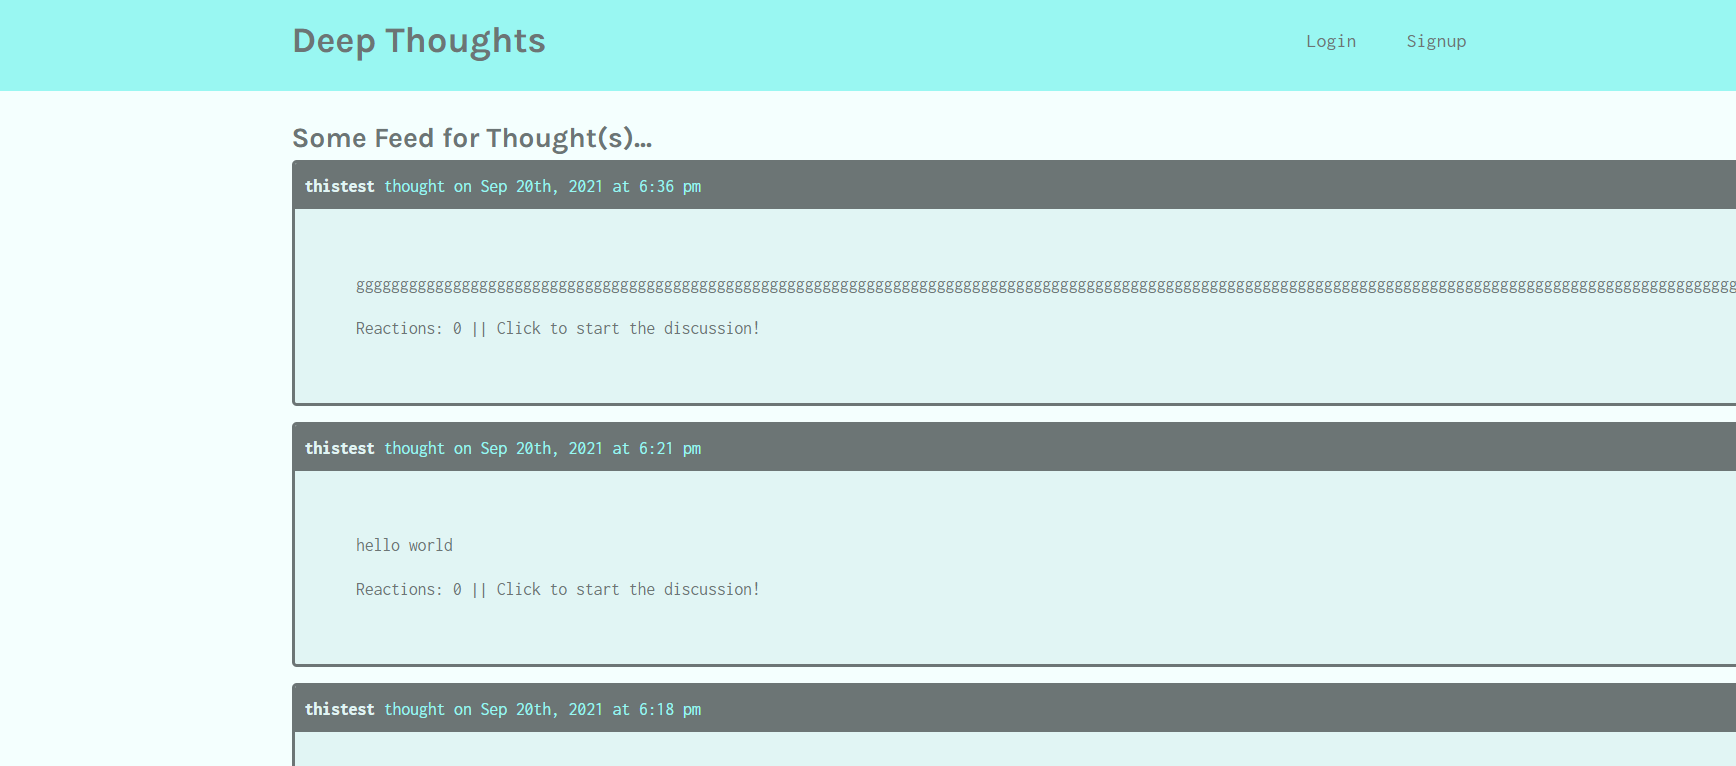 Deep Thoughts
Login Signup
Some Feed for Thought(s)...
thistest thought on Sep 20th, 2021 at 6:36 pm
ggggggggggggggggggggggggggggggggggggggggggggggggggggggggggggggggggggggggggggggggggggggggggggggggggggggggggggggggggggggggggggggggggggggggggggggggggggggggggggg
Reactions: 0 || Click to start the discussion!
thistest thought on Sep 20th, 2021 at 6:21 pm
hello world
Reactions: 0 || Click to start the discussion!
thistest thought on Sep 20th, 2021 at 6:18 pm